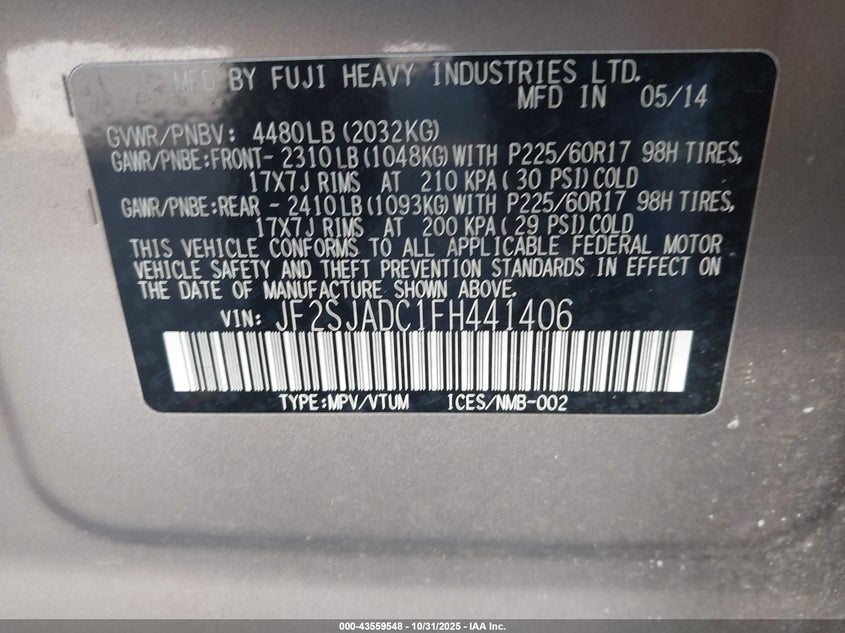 MFD BY FUJI HEAVY INDUSTRIES LTD.
MFD IN 05/14
GVWR/PNBV: 4480LB(2032KG)
GAWR/PNBE:FRONT- 2310LB(1048KG)WITH P225/60R17 98H TIRES,
17X7J RIMS AT 210 KPA( 30 PSI)COLD
GAWR/PNBE:REAR - 2410LB(1093KG)WITH P225/60R17 98H TIRES,
17X7J RIMS AT 200 KPA( 29 PSI)COLD
THIS VEHICLE CONFORMS TO ALL APPLICABLE FEDERAL MOTOR
VEHICLE SAFETY AND THEFT PREVENTION STANDARDS IN EFFECT ON
THE DATE OF MANUFACTURE SHOWN ABOVE.
VIN: JF2SJADC1FH441406
TYPE:MPV/VTUM ICES/NMB-002
000-43559548 - 10/31/2025 - IAA Inc.